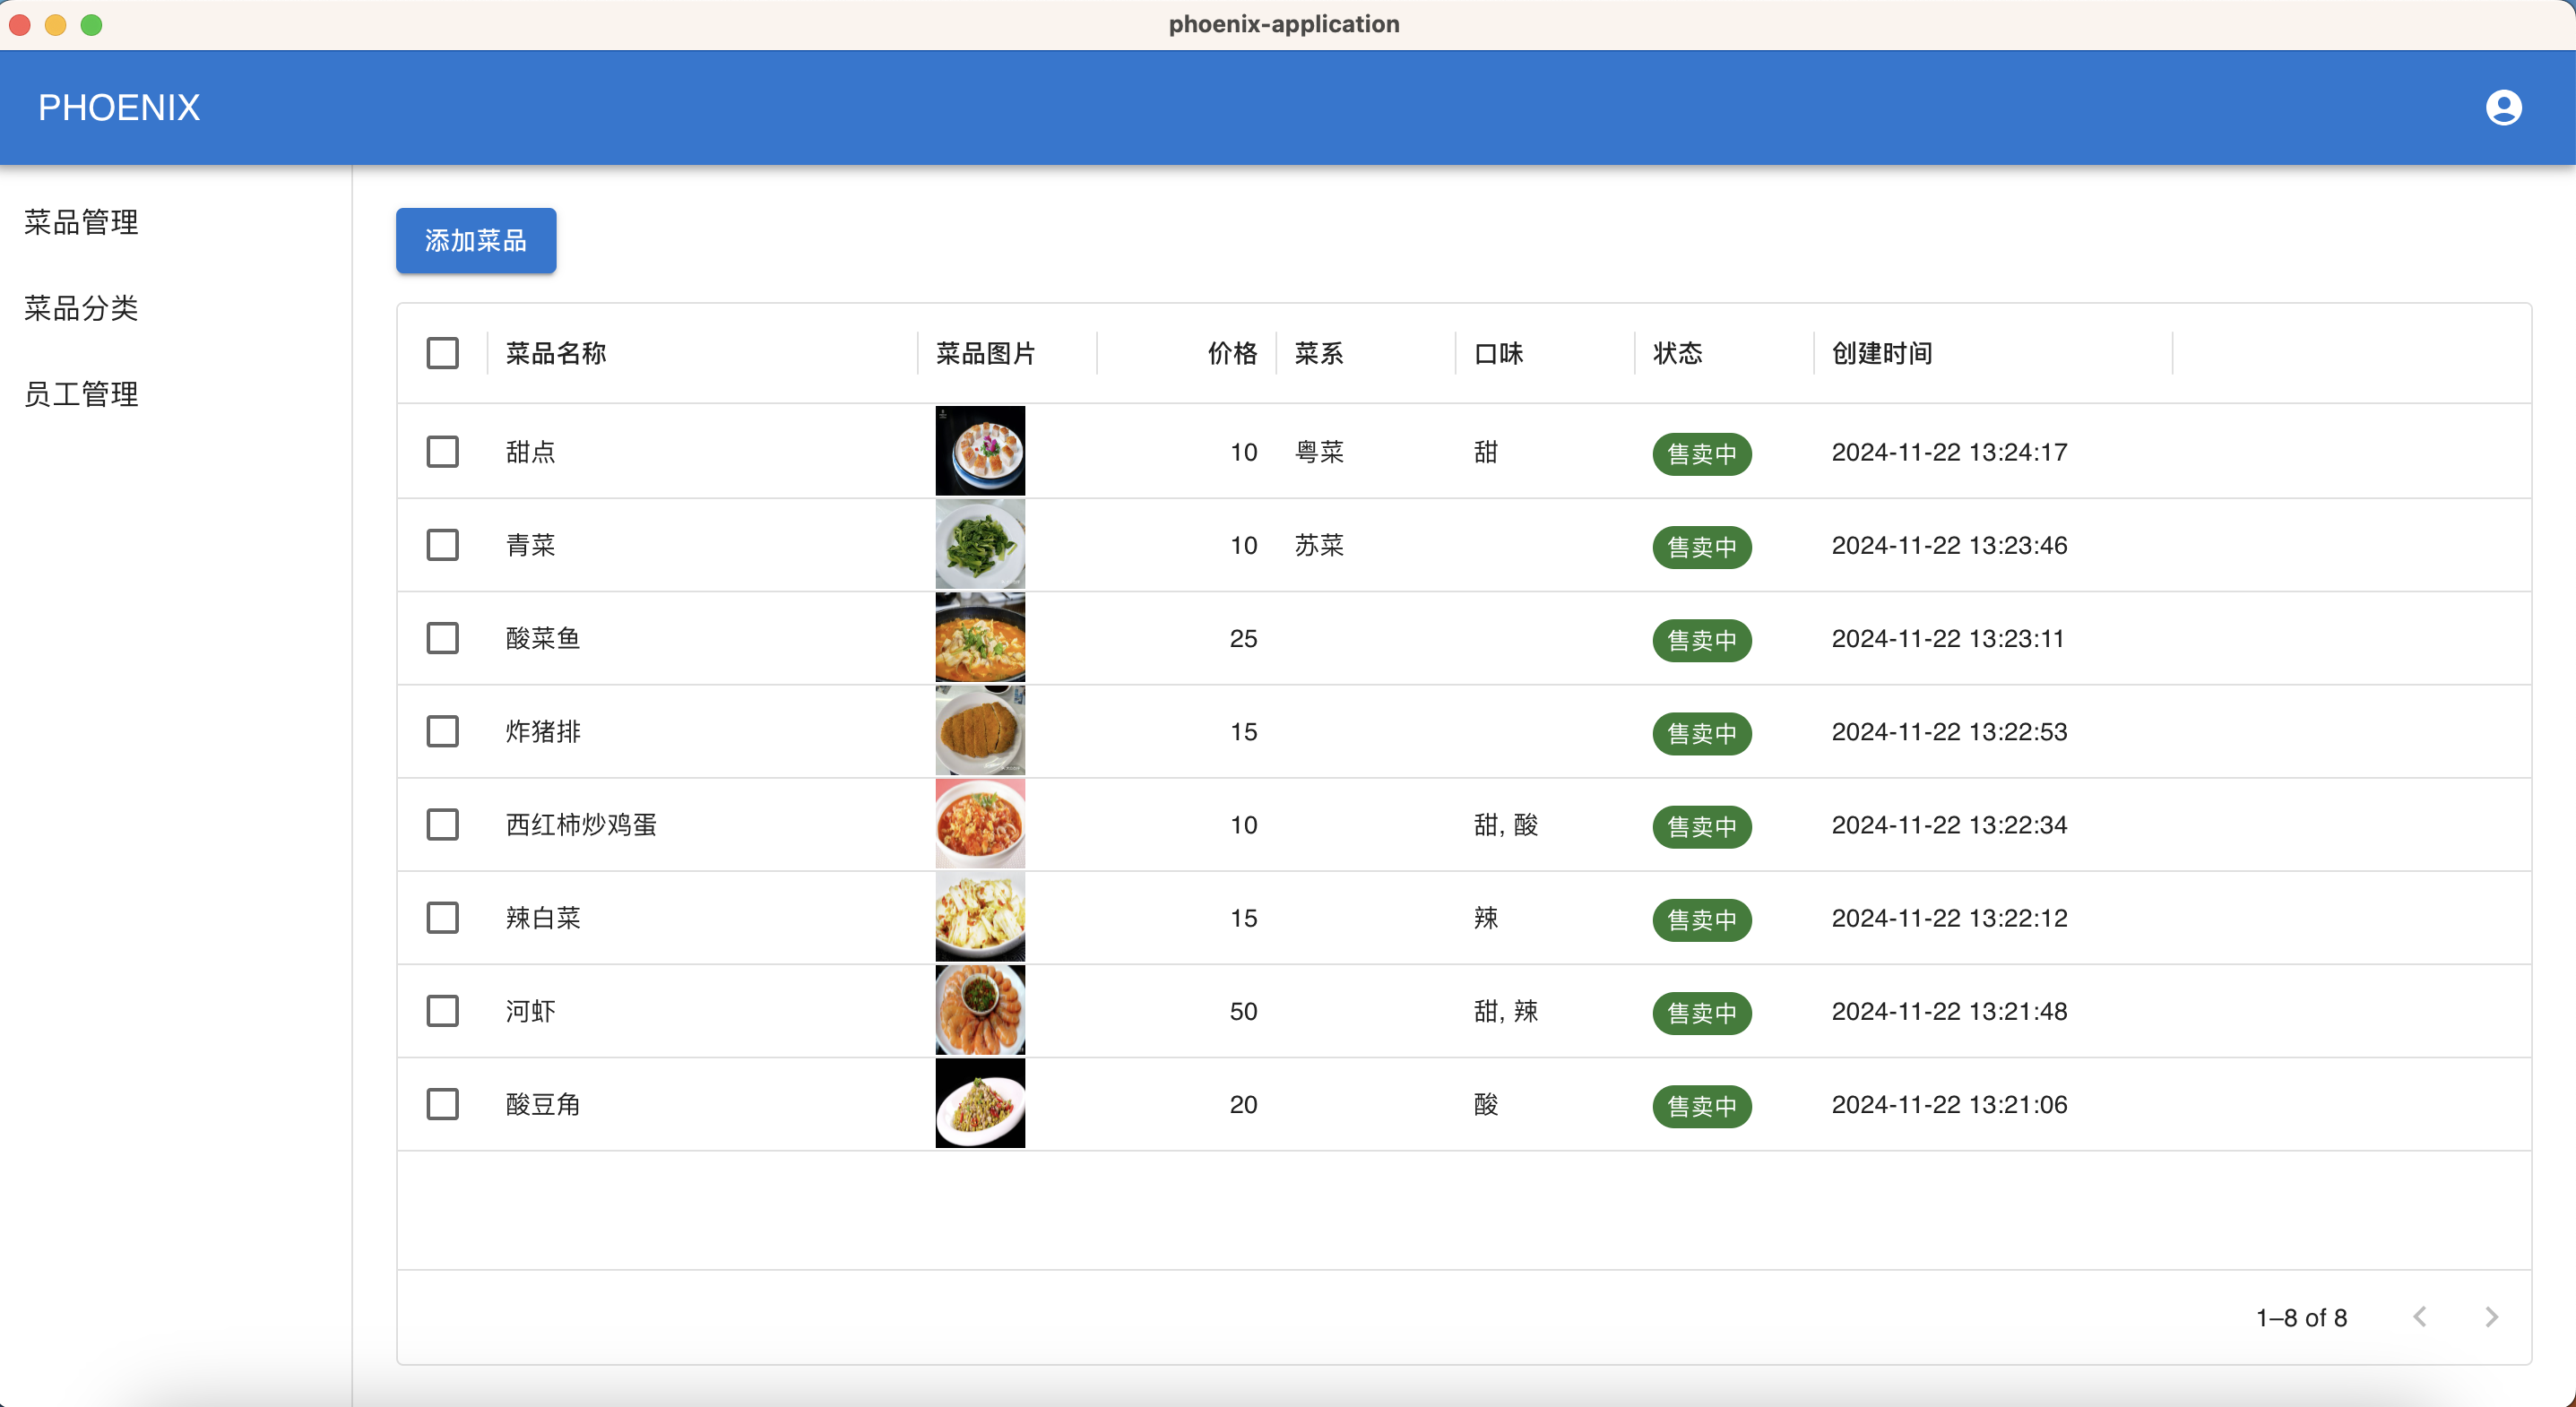 phoenix-application
PHOENIX
菜品管理
菜品分类
员工管理
添加菜品
菜品名称 菜品图片 价格 菜系 口味 状态 创建时间
甜点 10 粤菜 甜 售卖中 2024-11-22 13:24:17
青菜 10 苏菜 售卖中 2024-11-22 13:23:46
酸菜鱼 25 售卖中 2024-11-22 13:23:11
炸猪排 15 售卖中 2024-11-22 13:22:53
西红柿炒鸡蛋 10 甜, 酸 售卖中 2024-11-22 13:22:34
辣白菜 15 辣 售卖中 2024-11-22 13:22:12
河虾 50 甜, 辣 售卖中 2024-11-22 13:21:48
酸豆角 20 酸 售卖中 2024-11-22 13:21:06
1–8 of 8